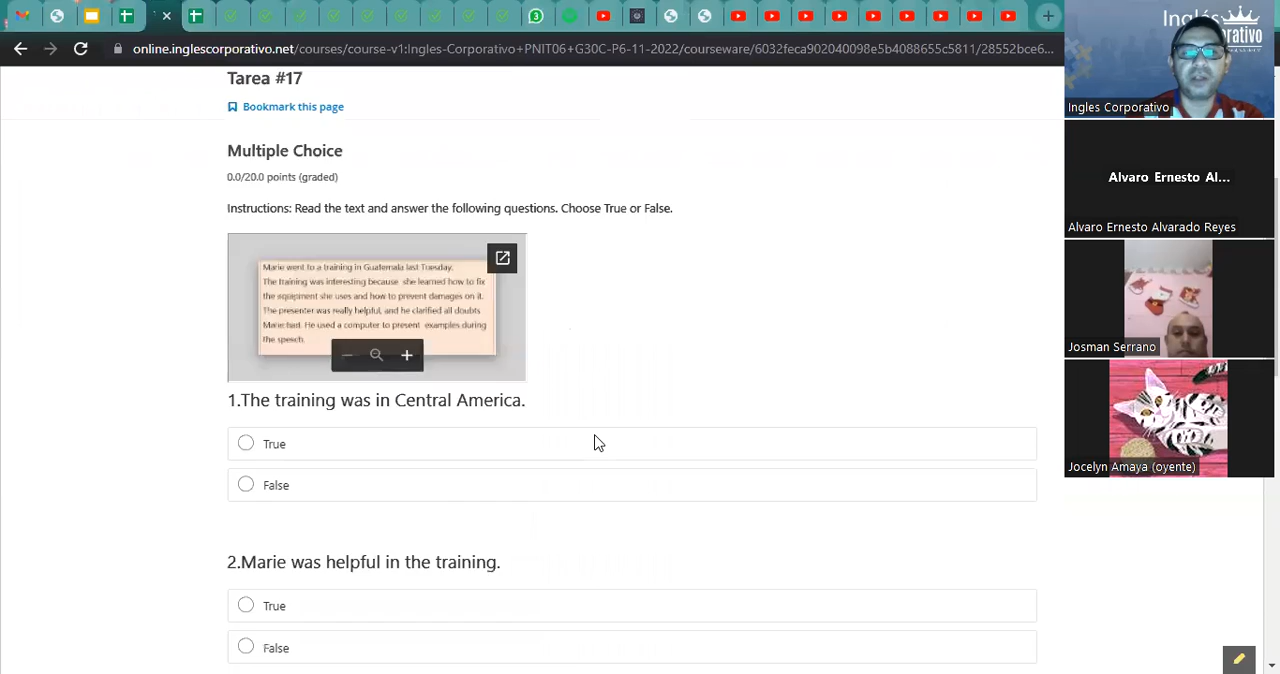 3
online.inglescorporativo.net/courses/course-v1:Ingles-Corporativo+PNIT06+G30C-P6-11-2022/courseware/6032feca902040098e5b4088655c5811/28552bce6...
Tarea #17
Bookmark this page
Multiple Choice
0.0/20.0 points (graded)
Instructions: Read the text and answer the following questions. Choose True or False.
Marie went to a training in Guatemala last Tuesday.
The training was interesting because she learned how to fix
the equipment she uses and how to prevent damages on it.
The presenter was really helpful, and he clarified all doubts
Marie had. He used a computer to present examples during
the speech.
1.The training was in Central America.
True
False
2.Marie was helpful in the training.
True
False
Inglés
Ingles Corporativo
Alvaro Ernesto Al...
Alvaro Ernesto Alvarado Reyes
Josman Serrano
Jocelyn Amaya (oyente)